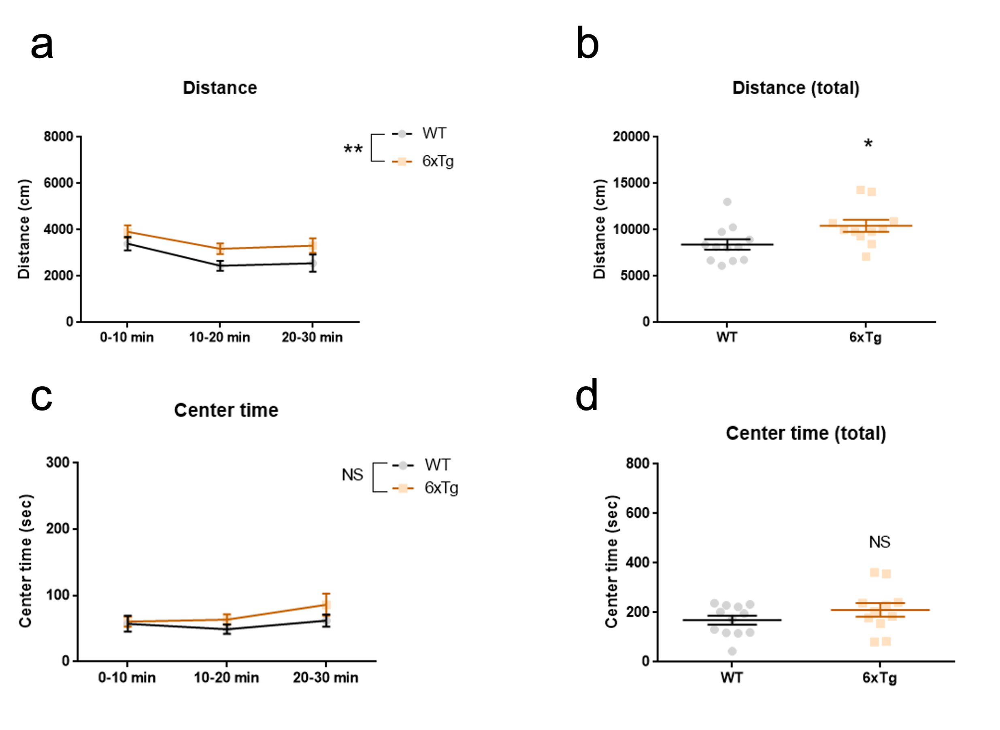 a
Distance
8000
6000
4000
2000
0
Distance (cm)
0-10 min
10-20 min
20-30 min
**
WT
6xTg
b
Distance (total)
20000
15000
10000
5000
0
Distance (cm)
*
WT
6xTg
c
Center time
300
200
100
0
Center time (sec)
0-10 min
10-20 min
20-30 min
NS
WT
6xTg
d
Center time (total)
800
600
400
200
0
Center time (sec)
NS
WT
6xTg